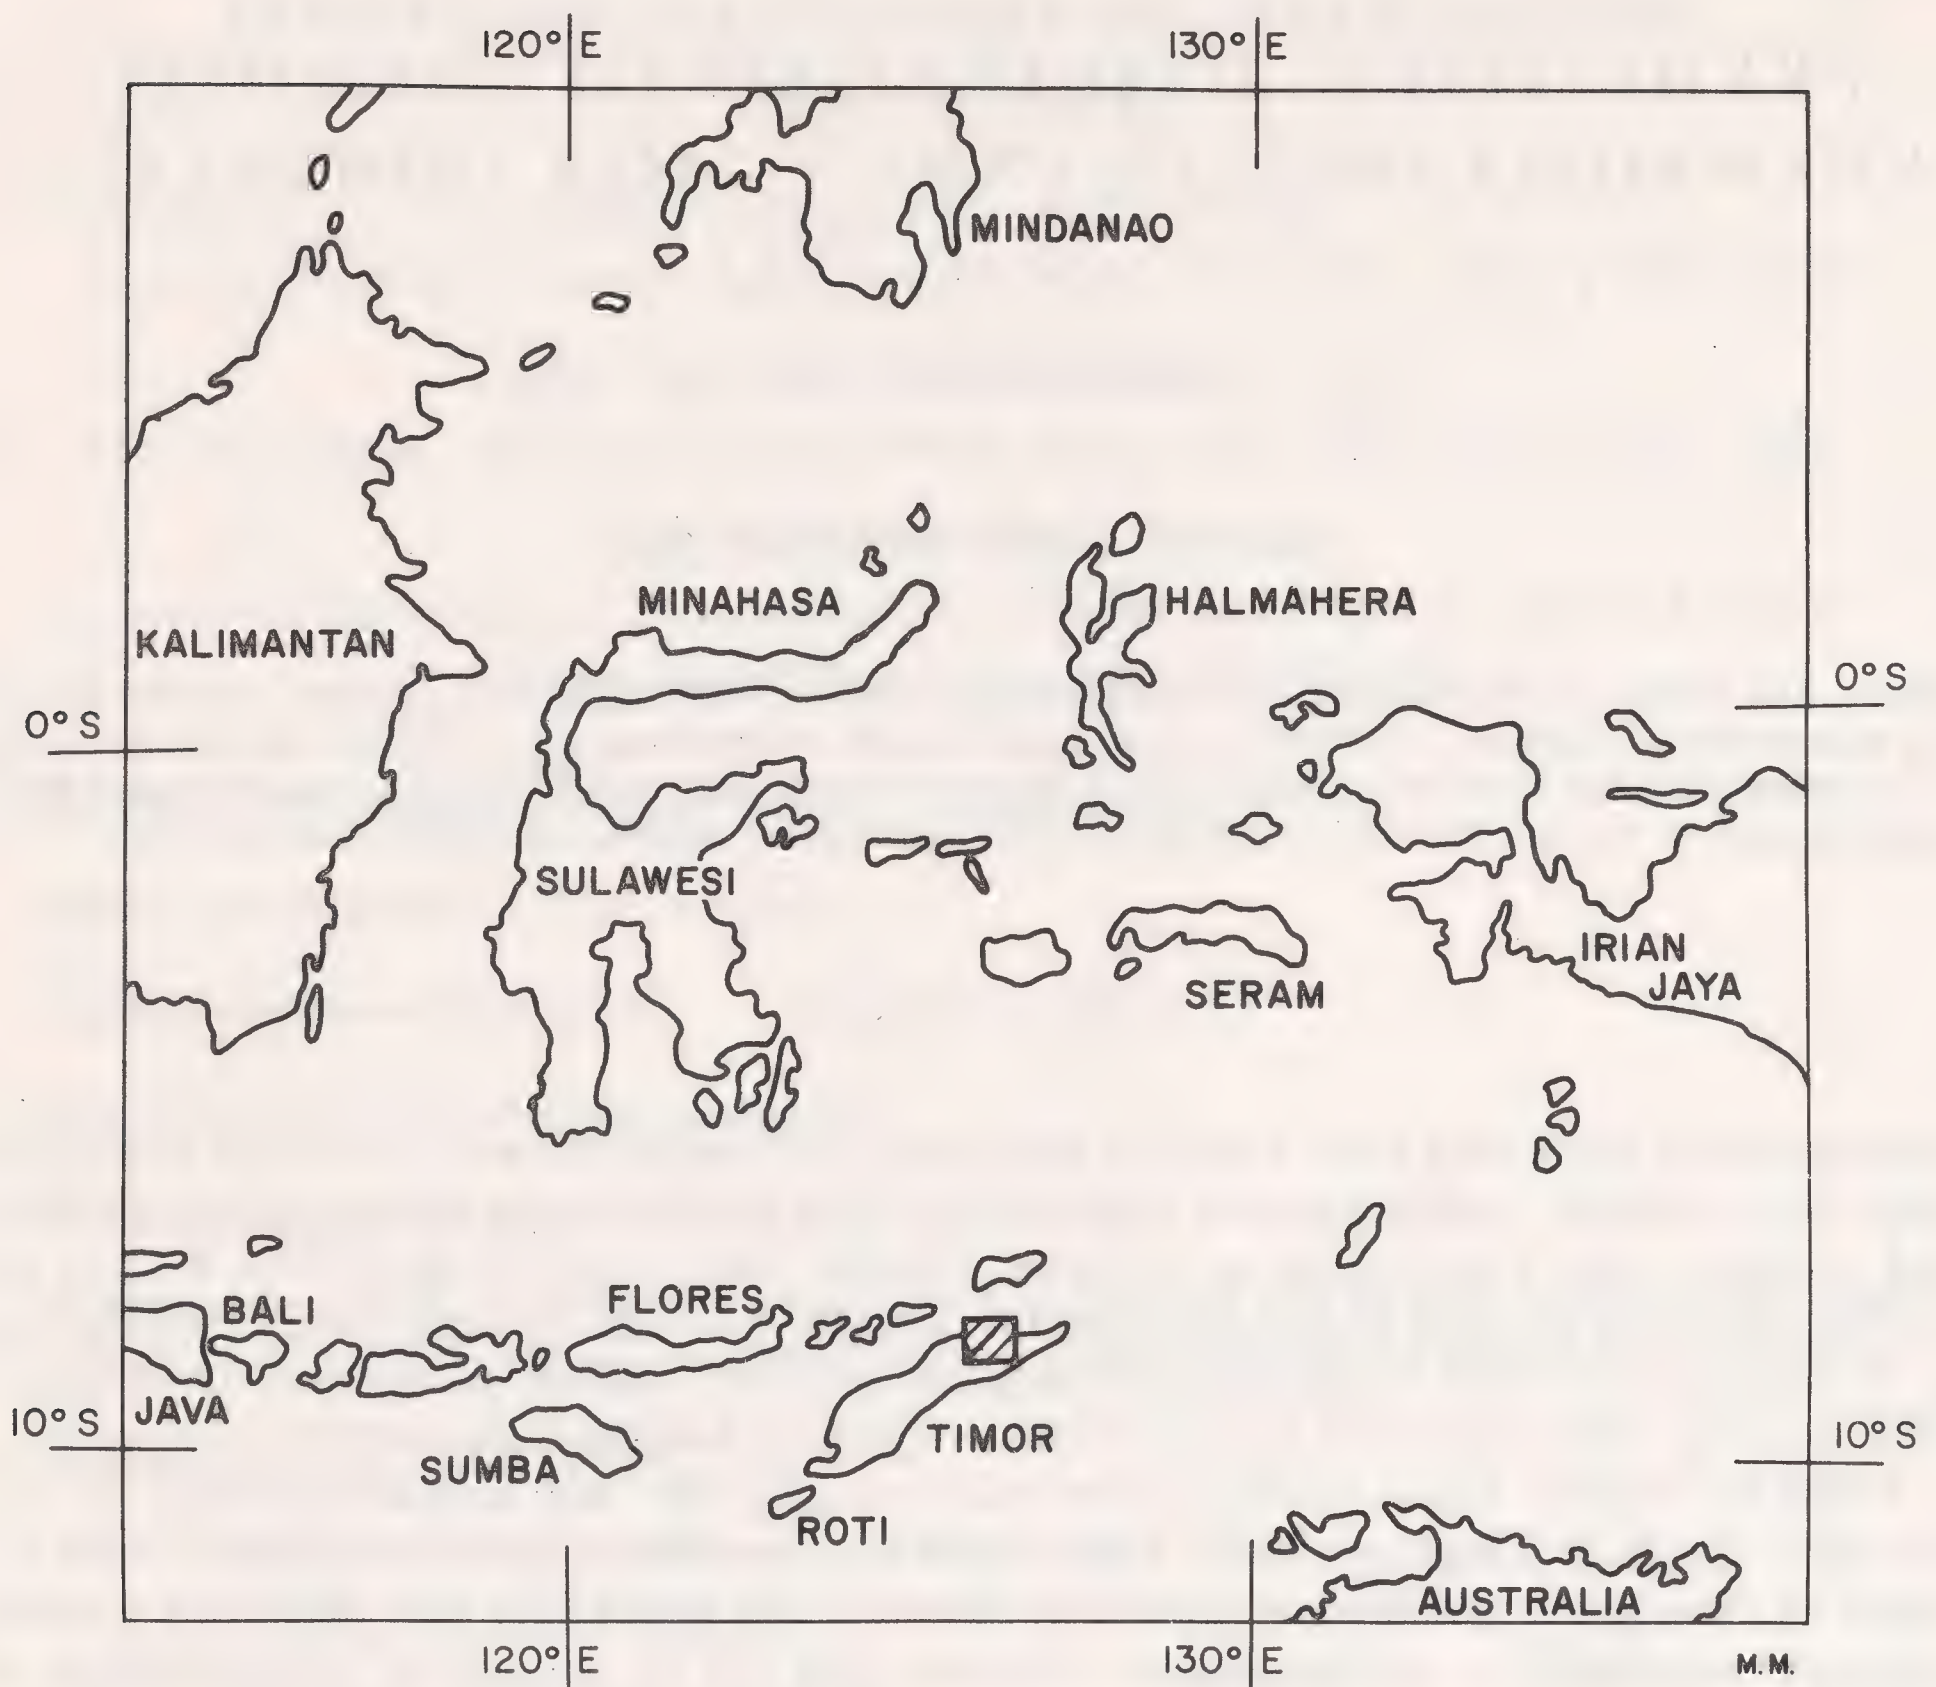 120° E
130° E
MINDANAO
MINAHASA
HALMAHERA
KALIMANTAN
0° S
0° S
SULAWESI
IRIAN
JAYA
SERAM
FLORES
BALI
JAVA
10° S
10° S
TIMOR
SUMBA
ROTI
AUSTRALIA
120° E
130° E
M.M.